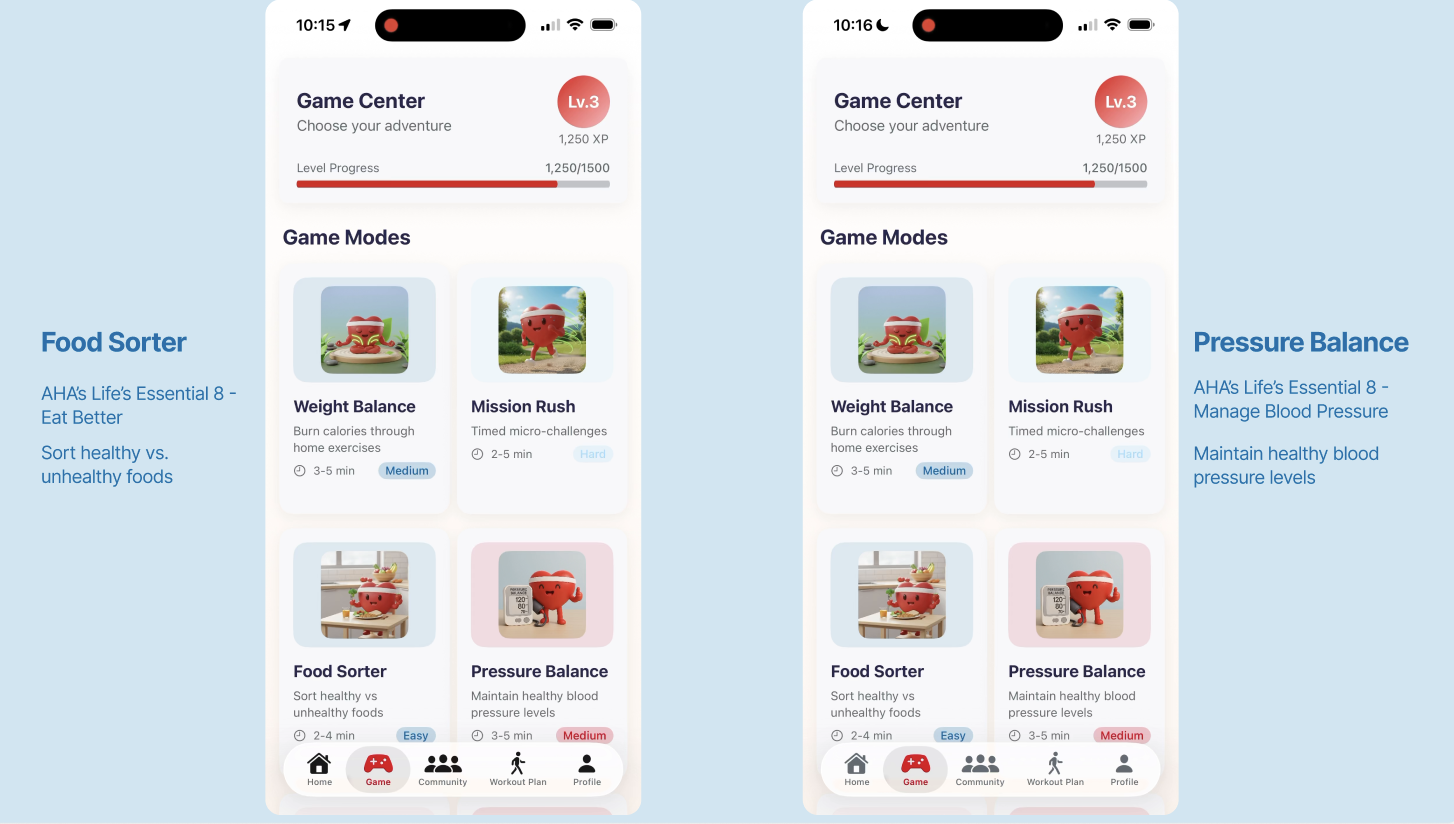 Food Sorter
AHA's Life's Essential 8 -
Eat Better
Sort healthy vs.
unhealthy foods
10:15
Game Center
Choose your adventure
Lv.3
1,250 XP
Level Progress
1,250/1500
Game Modes
Weight Balance
Burn calories through
home exercises
3-5 min
Medium
Mission Rush
Timed micro-challenges
2-5 min
Hard
Food Sorter
Sort healthy vs
unhealthy foods
2-4 min
Easy
PRESSURE
BALANCE
120
80
Pressure Balance
Maintain healthy blood
pressure levels
3-5 min
Medium
Home
Game
Community
Workout Plan
Profile
10:16
Game Center
Choose your adventure
Lv.3
1,250 XP
Level Progress
1,250/1500
Game Modes
Weight Balance
Burn calories through
home exercises
3-5 min
Medium
Mission Rush
Timed micro-challenges
2-5 min
Hard
Food Sorter
Sort healthy vs
unhealthy foods
2-4 min
Easy
PRESSURE
BALANCE
120
80
Pressure Balance
Maintain healthy blood
pressure levels
3-5 min
Medium
Home
Game
Community
Workout Plan
Profile
Pressure Balance
AHA's Life's Essential 8 -
Manage Blood Pressure
Maintain healthy blood
pressure levels